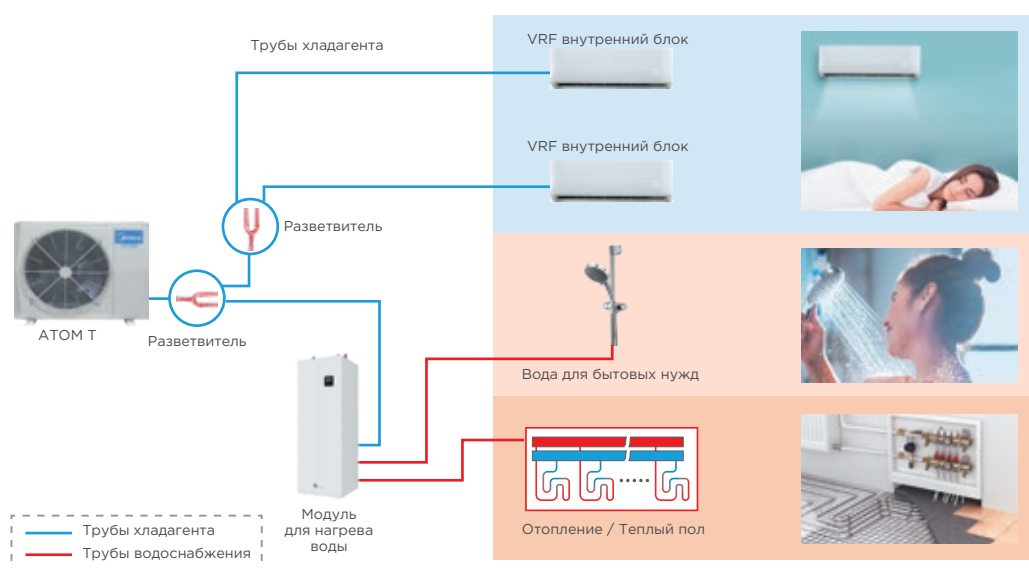 Трубы хладагента
VRF внутренний блок
VRF внутренний блок
Разветвитель
ATOM T
Разветвитель
Вода для бытовых нужд
Модуль
для нагрева
воды
Отопление / Теплый пол
Трубы хладагента
Трубы водоснабжения